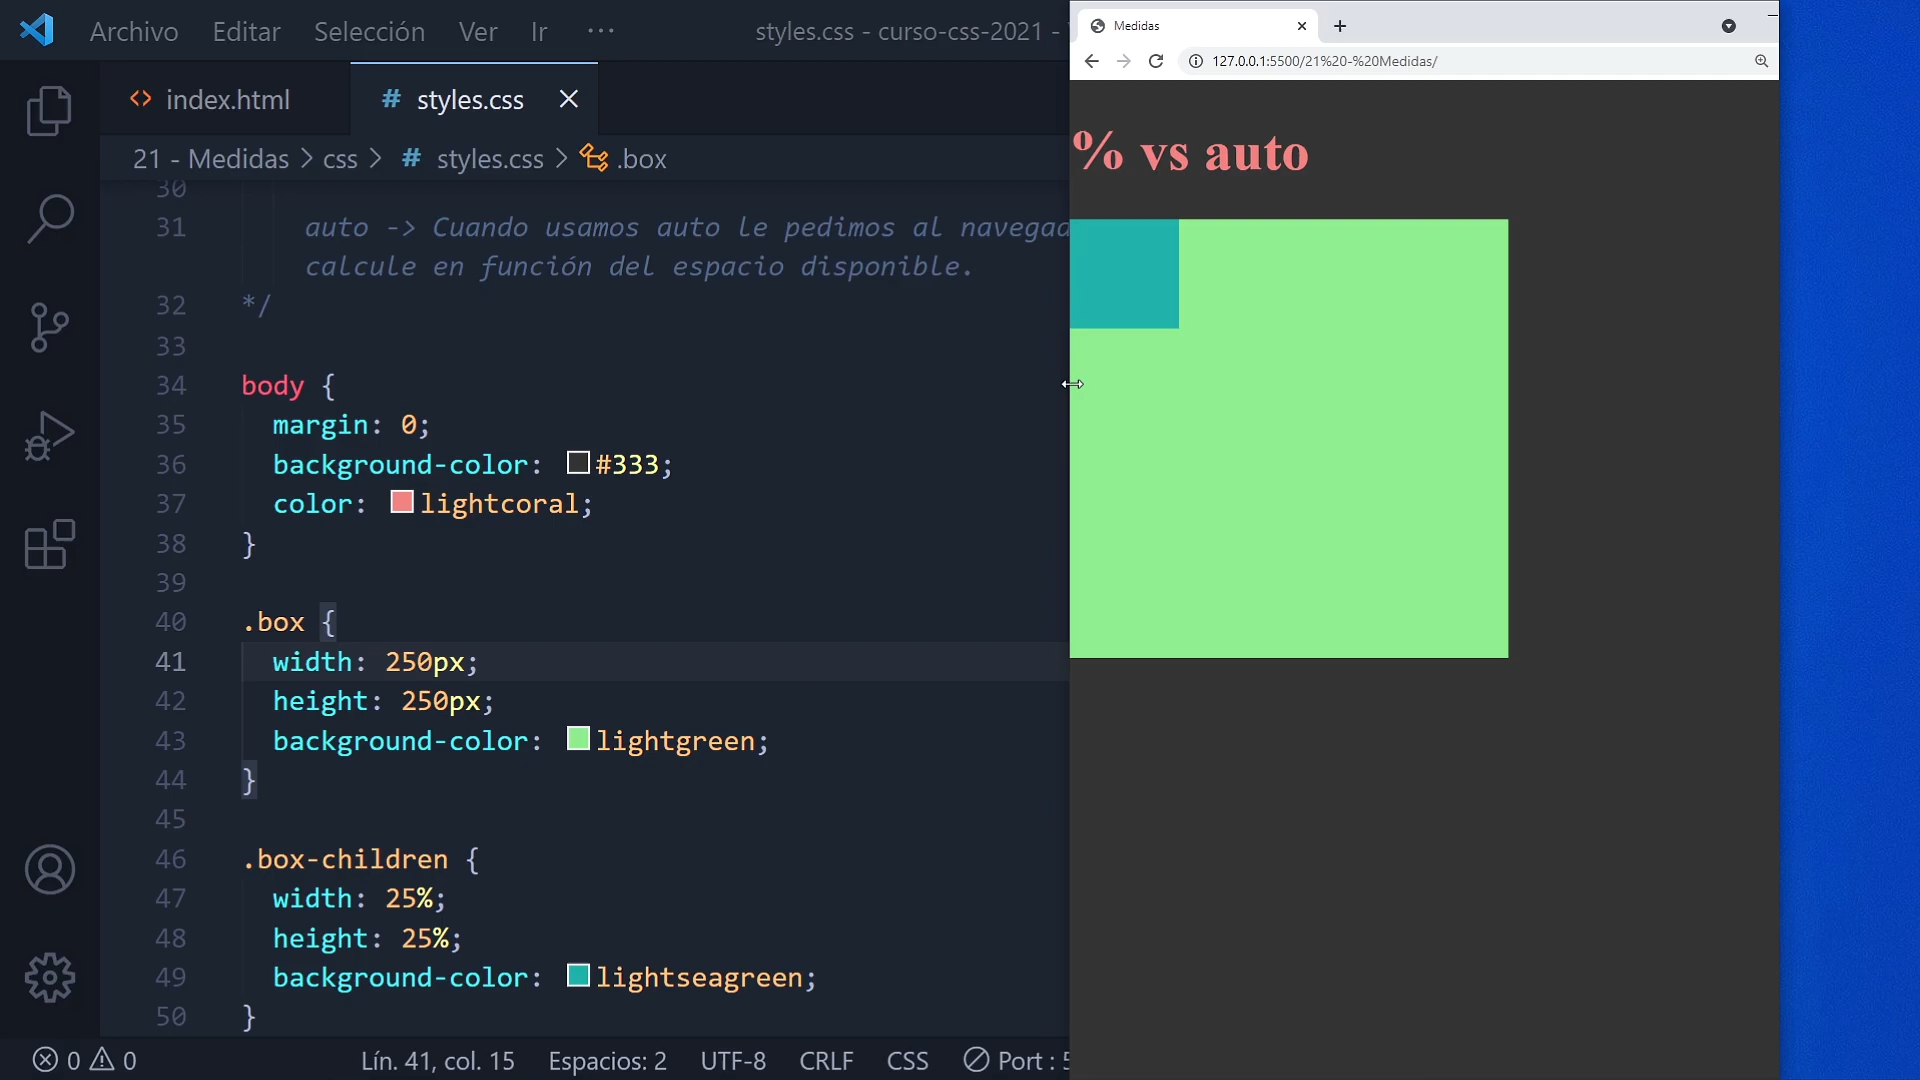 Archivo Editar Selección Ver Ir ··· styles.css - curso-css-2021 -
index.html # styles.css
21 - Medidas > css > # styles.css > .box
30
31 auto -> Cuando usamos auto le pedimos al navegad
calcule en función del espacio disponible.
32 */
33
34 body {
35 margin: 0;
36 background-color: #333;
37 color: lightcoral;
38 }
39
40 .box {
41 width: 250px;
42 height: 250px;
43 background-color: lightgreen;
44 }
45
46 .box-children {
47 width: 25%;
48 height: 25%;
49 background-color: lightseagreen;
50 }
0 0 Lín. 41, col. 15 Espacios: 2 UTF-8 CRLF CSS Port : 5
Medidas
127.0.0.1:5500/21%20-%20Medidas/
% vs auto